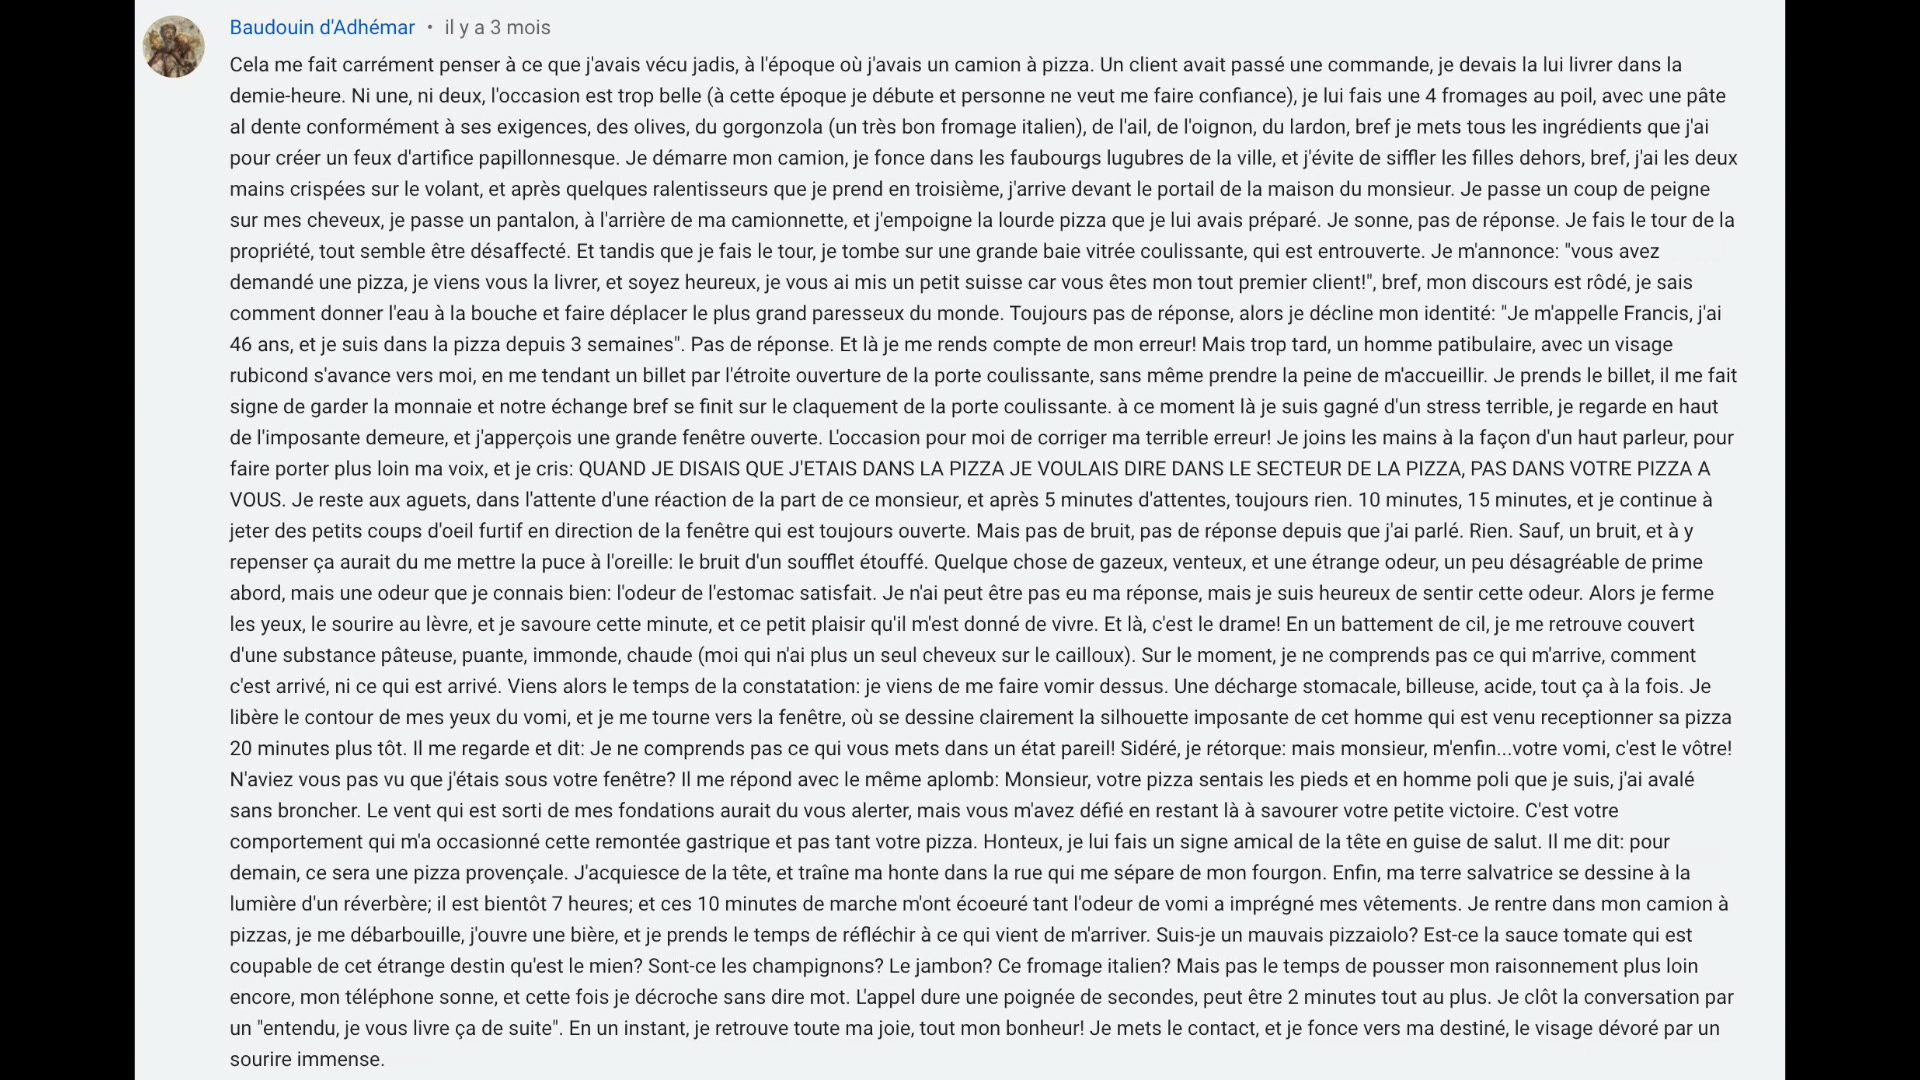 Baudouin d'Adhémar • il y a 3 mois
Cela me fait carrément penser à ce que j'avais vécu jadis, à l'époque où j'avais un camion à pizza. Un client avait passé une commande, je devais la lui livrer dans la
demie-heure. Ni une, ni deux, l'occasion est trop belle (à cette époque je débute et personne ne veut me faire confiance), je lui fais une 4 fromages au poil, avec une pâte
al dente conformément à ses exigences, des olives, du gorgonzola (un très bon fromage italien), de l'ail, de l'oignon, du lardon, bref je mets tous les ingrédients que j'ai
pour créer un feux d'artifice papillonnesque. Je démarre mon camion, je fonce dans les faubourgs lugubres de la ville, et j'évite de siffler les filles dehors, bref, j'ai les deux
mains crispées sur le volant, et après quelques ralentisseurs que je prend en troisième, j'arrive devant le portail de la maison du monsieur. Je passe un coup de peigne
sur mes cheveux, je passe un pantalon, à l'arrière de ma camionnette, et j'empoigne la lourde pizza que je lui avais préparé. Je sonne, pas de réponse. Je fais le tour de la
propriété, tout semble être désaffecté. Et tandis que je fais le tour, je tombe sur une grande baie vitrée coulissante, qui est entrouverte. Je m'annonce: "vous avez
demandé une pizza, je viens vous la livrer, et soyez heureux, je vous ai mis un petit suisse car vous êtes mon tout premier client!", bref, mon discours est rôdé, je sais
comment donner l'eau à la bouche et faire déplacer le plus grand paresseux du monde. Toujours pas de réponse, alors je décline mon identité: "Je m'appelle Francis, j'ai
46 ans, et je suis dans la pizza depuis 3 semaines". Pas de réponse. Et là je me rends compte de mon erreur! Mais trop tard, un homme patibulaire, avec un visage
rubicond s'avance vers moi, en me tendant un billet par l'étroite ouverture de la porte coulissante, sans même prendre la peine de m'accueillir. Je prends le billet, il me fait
signe de garder la monnaie et notre échange bref se finit sur le claquement de la porte coulissante. à ce moment là je suis gagné d'un stress terrible, je regarde en haut
de l'imposante demeure, et j'apperçois une grande fenêtre ouverte. L'occasion pour moi de corriger ma terrible erreur! Je joins les mains à la façon d'un haut parleur, pour
faire porter plus loin ma voix, et je cris: QUAND JE DISAIS QUE J'ETAIS DANS LA PIZZA JE VOULAIS DIRE DANS LE SECTEUR DE LA PIZZA, PAS DANS VOTRE PIZZA A
VOUS. Je reste aux aguets, dans l'attente d'une réaction de la part de ce monsieur, et après 5 minutes d'attentes, toujours rien. 10 minutes, 15 minutes, et je continue à
jeter des petits coups d'oeil furtif en direction de la fenêtre qui est toujours ouverte. Mais pas de bruit, pas de réponse depuis que j'ai parlé. Rien. Sauf, un bruit, et à y
repenser ça aurait du me mettre la puce à l'oreille: le bruit d'un soufflet étouffé. Quelque chose de gazeux, venteux, et une étrange odeur, un peu désagréable de prime
abord, mais une odeur que je connais bien: l'odeur de l'estomac satisfait. Je n'ai peut être pas eu ma réponse, mais je suis heureux de sentir cette odeur. Alors je ferme
les yeux, le sourire au lèvre, et je savoure cette minute, et ce petit plaisir qu'il m'est donné de vivre. Et là, c'est le drame! En un battement de cil, je me retrouve couvert
d'une substance pâteuse, puante, immonde, chaude (moi qui n'ai plus un seul cheveux sur le cailloux). Sur le moment, je ne comprends pas ce qui m'arrive, comment
c'est arrivé, ni ce qui est arrivé. Viens alors le temps de la constatation: je viens de me faire vomir dessus. Une décharge stomacale, billeuse, acide, tout ça à la fois. Je
libère le contour de mes yeux du vomi, et je me tourne vers la fenêtre, où se dessine clairement la silhouette imposante de cet homme qui est venu receptionner sa pizza
20 minutes plus tôt. Il me regarde et dit: Je ne comprends pas ce qui vous mets dans un état pareil! Sidéré, je rétorque: mais monsieur, m'enfin...votre vomi, c'est le vôtre!
N'aviez vous pas vu que j'étais sous votre fenêtre? Il me répond avec le même aplomb: Monsieur, votre pizza sentais les pieds et en homme poli que je suis, j'ai avalé
sans broncher. Le vent qui est sorti de mes fondations aurait du vous alerter, mais vous m'avez défié en restant là à savourer votre petite victoire. C'est votre
comportement qui m'a occasionné cette remontée gastrique et pas tant votre pizza. Honteux, je lui fais un signe amical de la tête en guise de salut. Il me dit: pour
demain, ce sera une pizza provençale. J'acquiesce de la tête, et traîne ma honte dans la rue qui me sépare de mon fourgon. Enfin, ma terre salvatrice se dessine à la
lumière d'un réverbère; il est bientôt 7 heures; et ces 10 minutes de marche m'ont écoeuré tant l'odeur de vomi a imprégné mes vêtements. Je rentre dans mon camion à
pizzas, je me débarbouille, j'ouvre une bière, et je prends le temps de réfléchir à ce qui vient de m'arriver. Suis-je un mauvais pizzaiolo? Est-ce la sauce tomate qui est
coupable de cet étrange destin qu'est le mien? Sont-ce les champignons? Le jambon? Ce fromage italien? Mais pas le temps de pousser mon raisonnement plus loin
encore, mon téléphone sonne, et cette fois je décroche sans dire mot. L'appel dure une poignée de secondes, peut être 2 minutes tout au plus. Je clôt la conversation par
un "entendu, je vous livre ça de suite". En un instant, je retrouve toute ma joie, tout mon bonheur! Je mets le contact, et je fonce vers ma destiné, le visage dévoré par un
sourire immense.